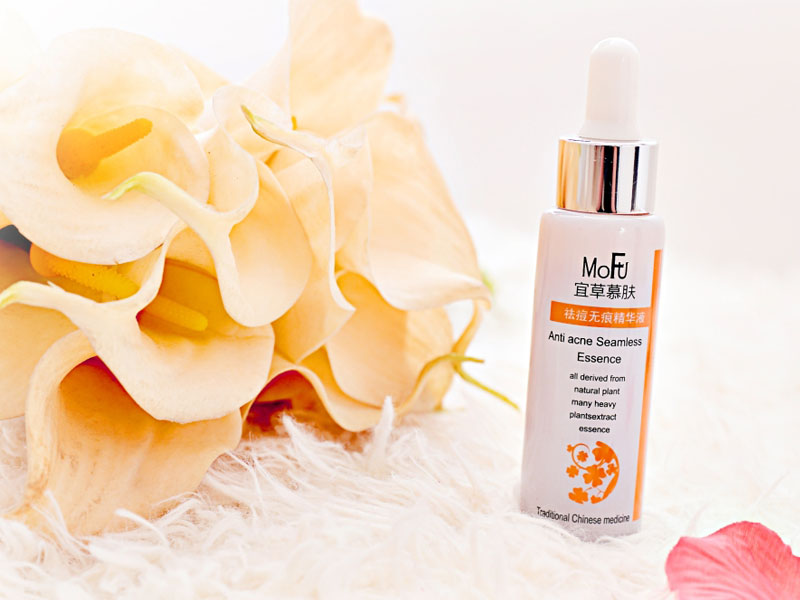 MoFu
宜草慕肤
祛痘无痕精华液
Anti acne Seamless
Essence
all derived from
natural plant
many heavy
plantsextract
essence
Traditional Chinese medicine